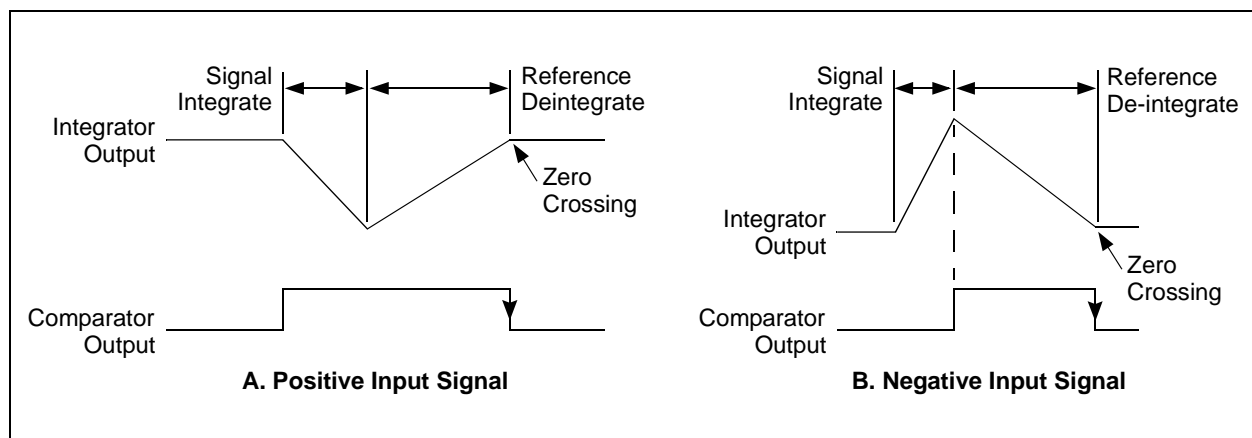 Signal
Integrate
Reference
Deintegrate
Integrator
Output
Zero
Crossing
Comparator
Output
A. Positive Input Signal
Signal
Integrate
Reference
De-integrate
Integrator
Output
Zero
Crossing
Comparator
Output
B. Negative Input Signal